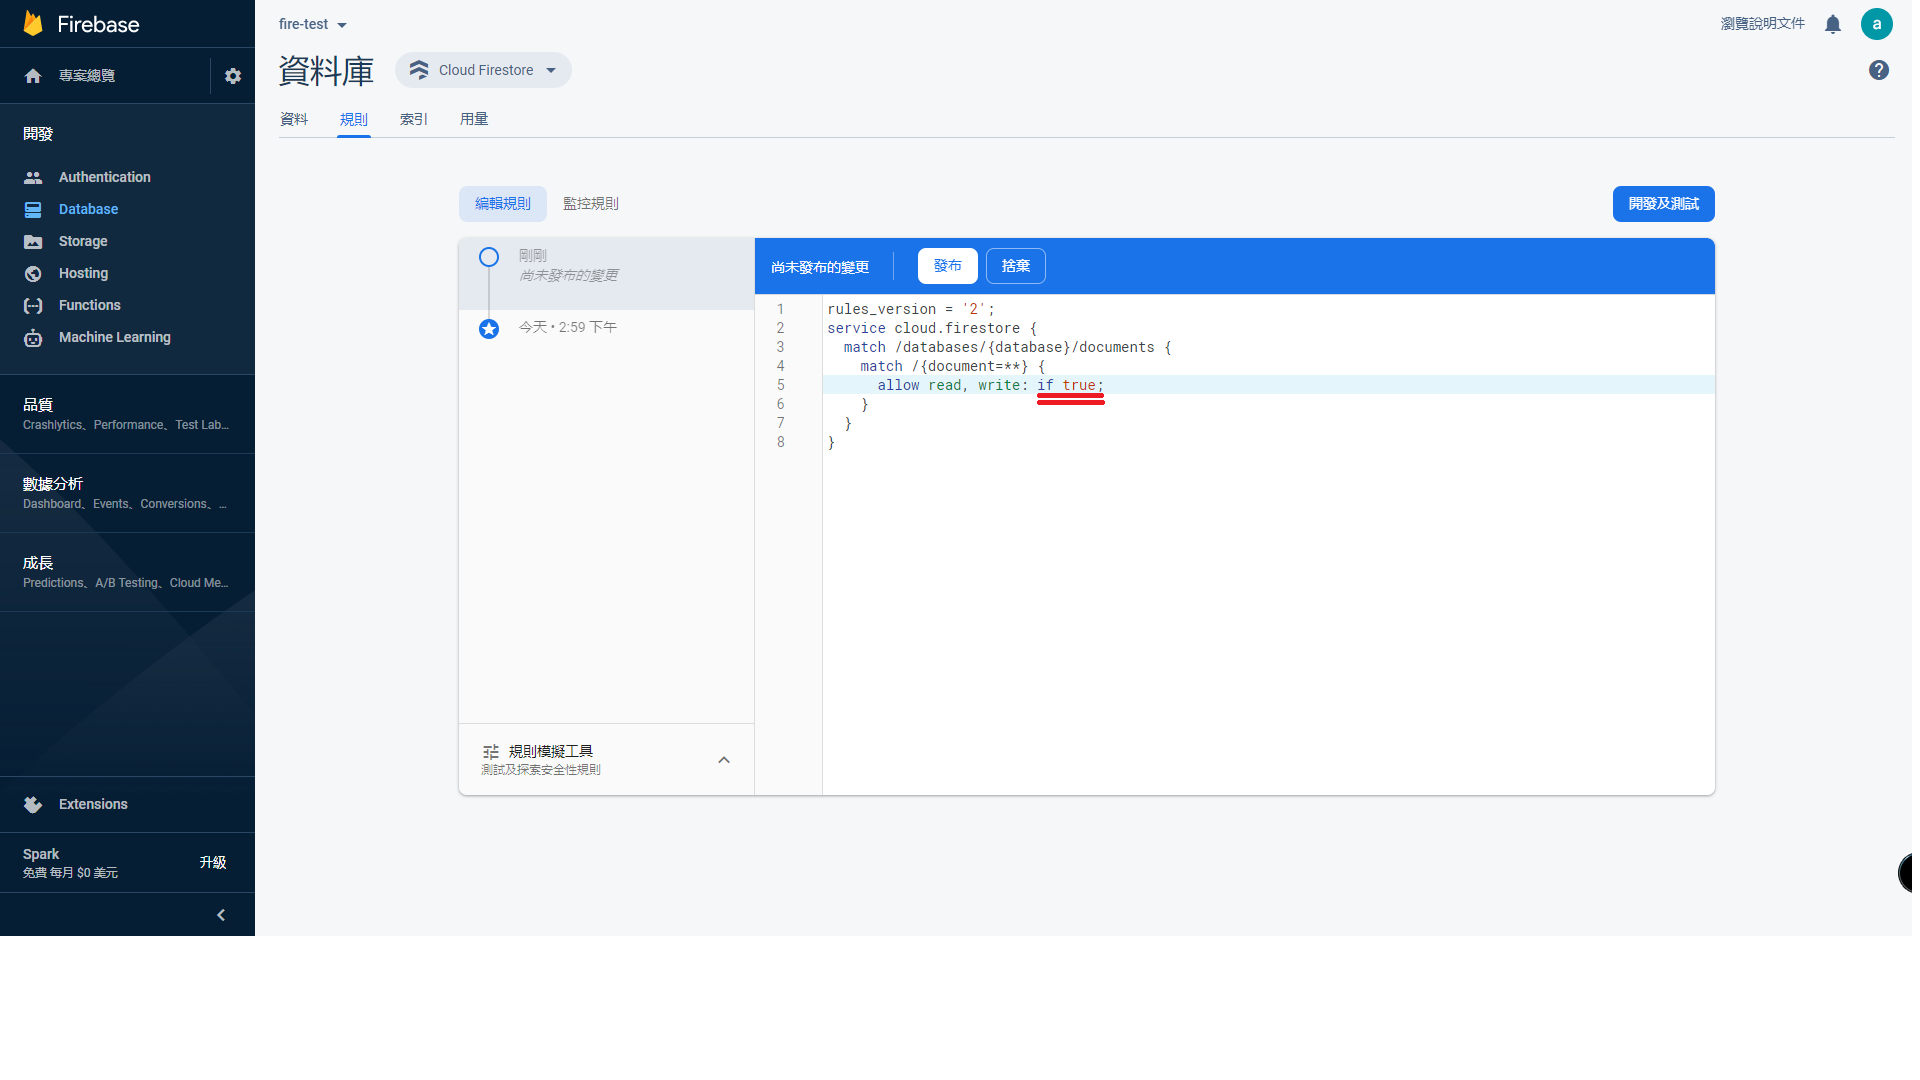 Firebase
專案總覽
開發
Authentication
Database
Storage
Hosting
Functions
Machine Learning
品質
Crashlytics、Performance、Test Lab…
數據分析
Dashboard、Events、Conversions、…
成長
Predictions、A/B Testing、Cloud Me…
Extensions
Spark
免費 每月 $0 美元
升級
fire-test
瀏覽說明文件
a
資料庫
Cloud Firestore
資料
規則
索引
用量
編輯規則
監控規則
開發及測試
剛剛
尚未發布的變更
今天 • 2:59 下午
規則模擬工具
測試及探索安全性規則
尚未發布的變更
發布
捨棄
1 rules_version = '2';
2 service cloud.firestore {
3 match /databases/{database}/documents {
4 match /{document=**} {
5 allow read, write: if true;
6 }
7 }
8 }